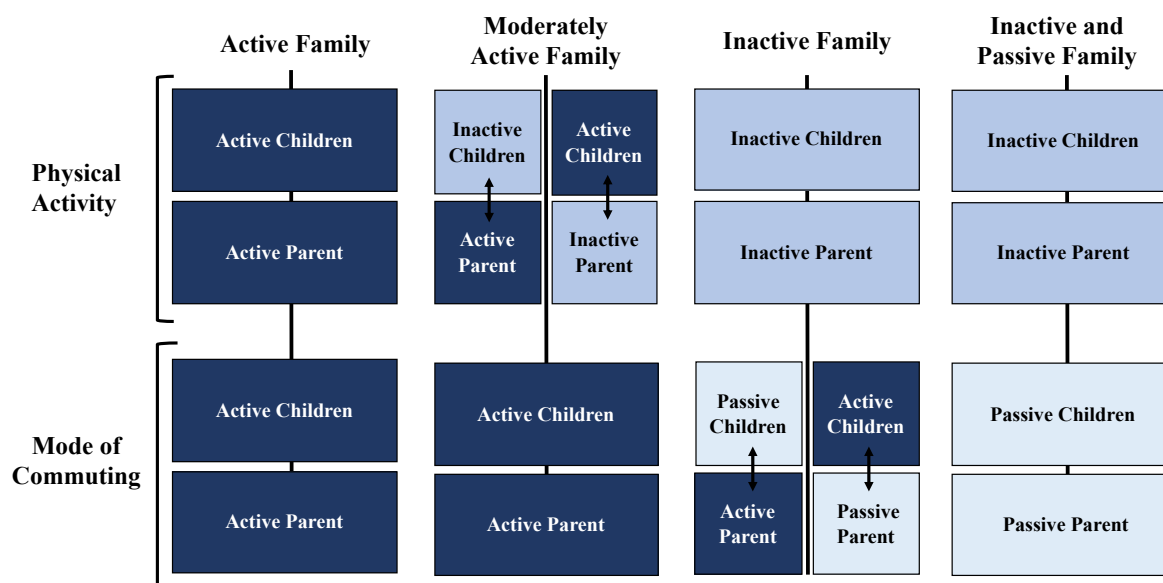 Active Family
Moderately
Active Family
Inactive Family
Inactive and
Passive Family
Physical
Activity
Active Children
Inactive
Children
Active
Children
Inactive Children
Inactive Children
Active Parent
Active
Parent
Inactive
Parent
Inactive Parent
Inactive Parent
Mode of
Commuting
Active Children
Active Children
Passive
Children
Active
Children
Passive Children
Active Parent
Active Parent
Active
Parent
Passive
Parent
Passive Parent